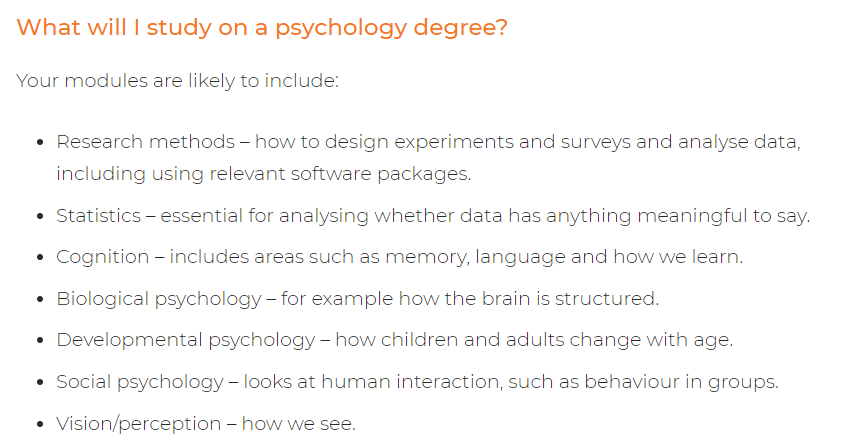 What will I study on a psychology degree?
Your modules are likely to include:
• Research methods – how to design experiments and surveys and analyse data,
including using relevant software packages.
• Statistics – essential for analysing whether data has anything meaningful to say.
• Cognition – includes areas such as memory, language and how we learn.
• Biological psychology – for example how the brain is structured.
• Developmental psychology – how children and adults change with age.
• Social psychology – looks at human interaction, such as behaviour in groups.
• Vision/perception – how we see.